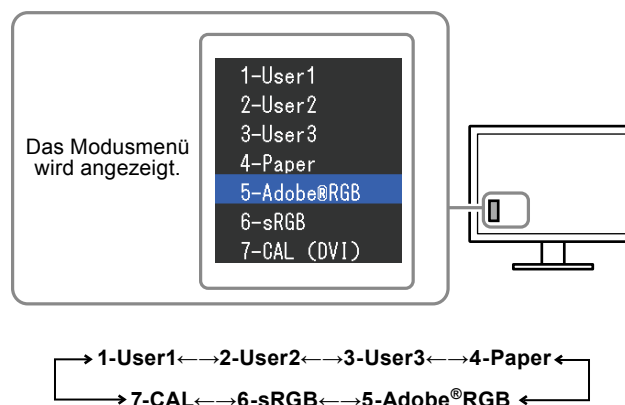 Das Modusmenü
wird angezeigt.
1-User1
2-User2
3-User3
4-Paper
5-Adobe®RGB
6-sRGB
7-CAL (DVI)
1-User1←→2-User2←→3-User3←→4-Paper
7-CAL←→6-sRGB←→5-Adobe®RGB